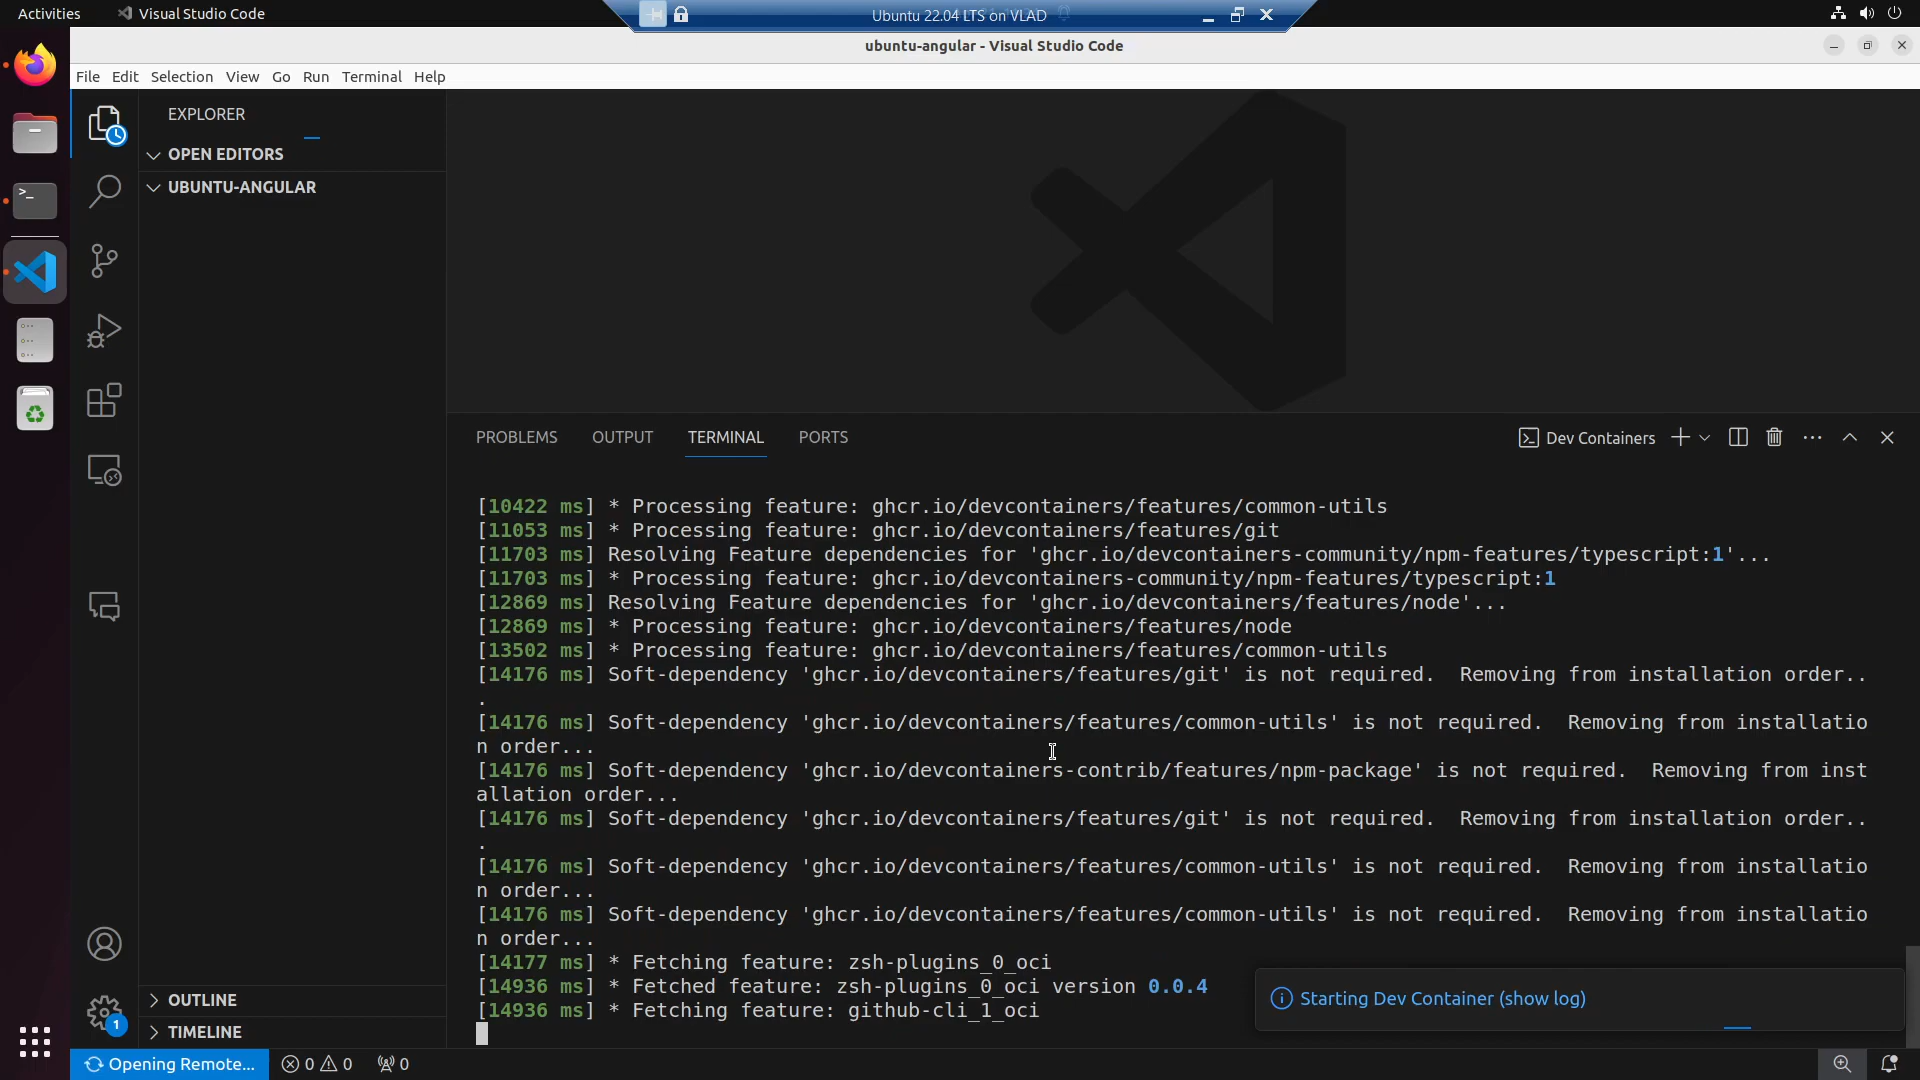 Activities
Visual Studio Code
Ubuntu 22.04 LTS on VLAD
ubuntu-angular - Visual Studio Code
File Edit Selection View Go Run Terminal Help
EXPLORER
OPEN EDITORS
UBUNTU-ANGULAR
PROBLEMS OUTPUT TERMINAL PORTS
Dev Containers
[10422 ms] * Processing feature: ghcr.io/devcontainers/features/common-utils
[11053 ms] * Processing feature: ghcr.io/devcontainers/features/git
[11703 ms] Resolving Feature dependencies for 'ghcr.io/devcontainers-community/npm-features/typescript:1'...
[11703 ms] * Processing feature: ghcr.io/devcontainers-community/npm-features/typescript:1
[12869 ms] Resolving Feature dependencies for 'ghcr.io/devcontainers/features/node'...
[12869 ms] * Processing feature: ghcr.io/devcontainers/features/node
[13502 ms] * Processing feature: ghcr.io/devcontainers/features/common-utils
[14176 ms] Soft-dependency 'ghcr.io/devcontainers/features/git' is not required.  Removing from installation order..
.
[14176 ms] Soft-dependency 'ghcr.io/devcontainers/features/common-utils' is not required.  Removing from installatio
n order...
[14176 ms] Soft-dependency 'ghcr.io/devcontainers-contrib/features/npm-package' is not required.  Removing from inst
allation order...
[14176 ms] Soft-dependency 'ghcr.io/devcontainers/features/git' is not required.  Removing from installation order..
.
[14176 ms] Soft-dependency 'ghcr.io/devcontainers/features/common-utils' is not required.  Removing from installatio
n order...
[14176 ms] Soft-dependency 'ghcr.io/devcontainers/features/common-utils' is not required.  Removing from installatio
n order...
[14177 ms] * Fetching feature: zsh-plugins_0_oci
[14936 ms] * Fetched feature: zsh-plugins_0_oci version 0.0.4
[14936 ms] * Fetching feature: github-cli_1_oci
Starting Dev Container (show log)
OUTLINE
TIMELINE
1
Opening Remote... 0 0 0